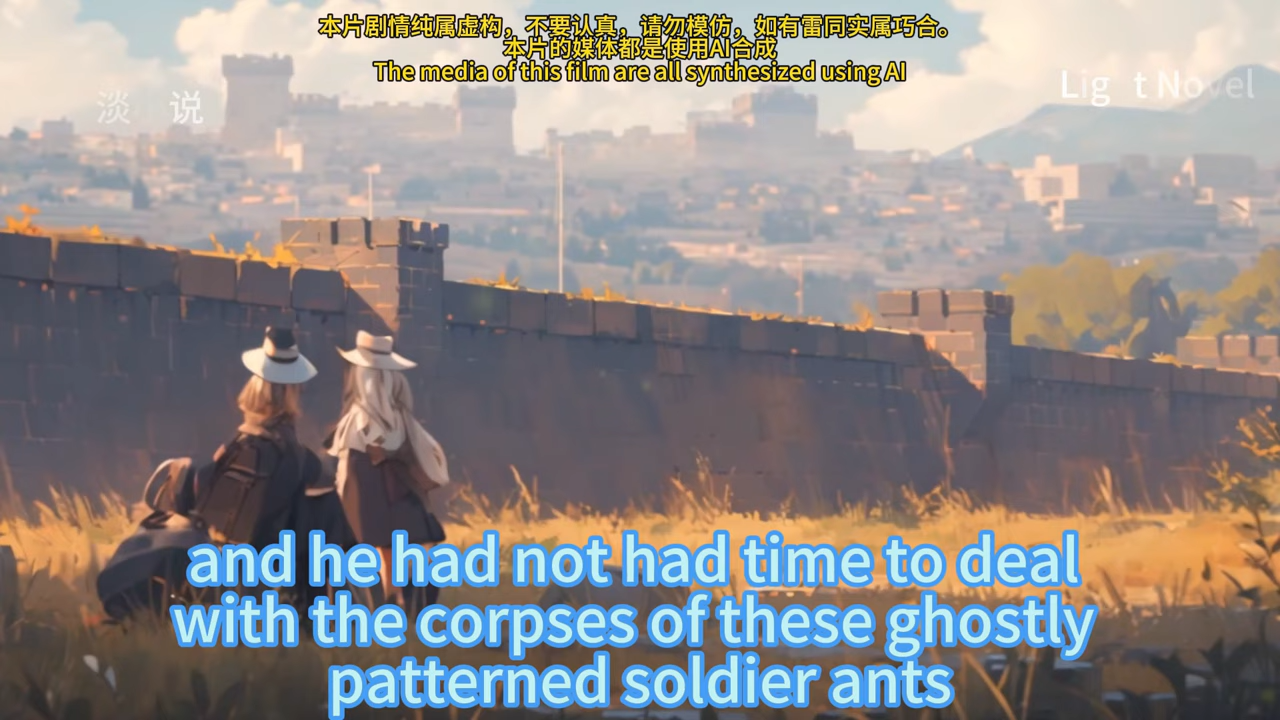 本片剧情纯属虚构，不要认真，请勿模仿，如有雷同实属巧合。
本片的媒体都是使用AI合成
The media of this film are all synthesized using AI
淡 说
Lig t Novel
and he had not had time to deal
with the corpses of these ghostly
patterned soldier ants